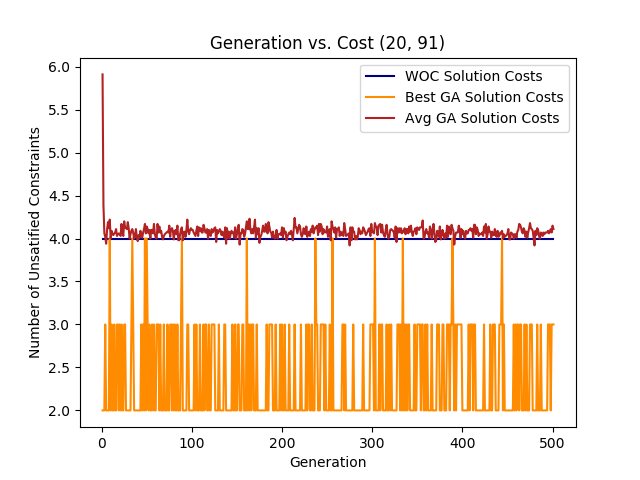 Generation vs. Cost (20, 91)
WOC Solution Costs
Best GA Solution Costs
Avg GA Solution Costs
Number of Unsatified Constraints
6.0
5.5
5.0
4.5
4.0
3.5
3.0
2.5
2.0
0 100 200 300 400 500
Generation